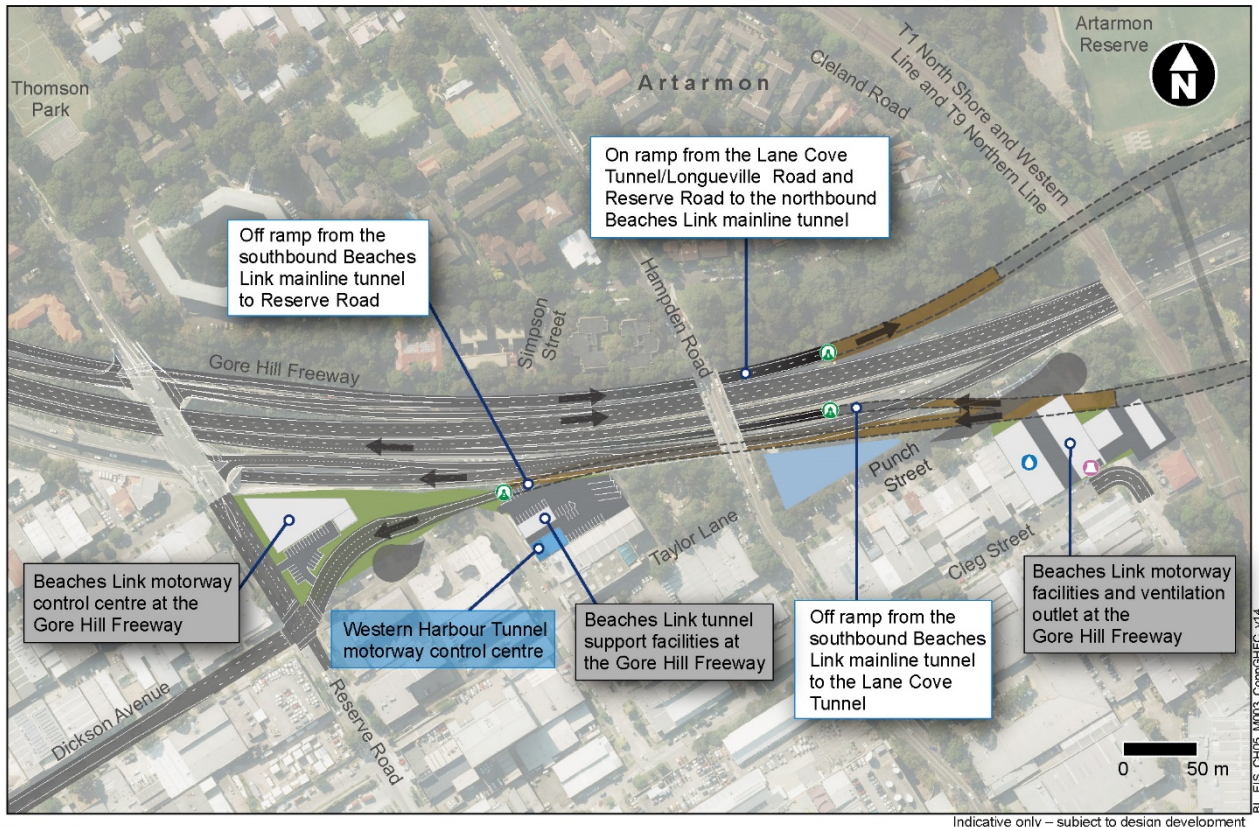 Thomson
Park
Artarmon
Cleland Road
T1 North Shore and Western
Line and T9 Northern Line
Artarmon
Reserve
N
On ramp from the Lane Cove
Tunnel/Longueville Road and
Reserve Road to the northbound
Beaches Link mainline tunnel
Off ramp from the
southbound Beaches
Link mainline tunnel
to Reserve Road
Simpson
Street
Hampden Road
Gore Hill Freeway
Punch
Street
Taylor Lane
Cleg Street
Beaches Link motorway
control centre at the
Gore Hill Freeway
Western Harbour Tunnel
motorway control centre
Beaches Link tunnel
support facilities at
the Gore Hill Freeway
Off ramp from the
southbound Beaches
Link mainline tunnel
to the Lane Cove
Tunnel
Beaches Link motorway
facilities and ventilation
outlet at the
Gore Hill Freeway
Dickson Avenue
Reserve Road
0 50 m
Indicative only – subject to design development